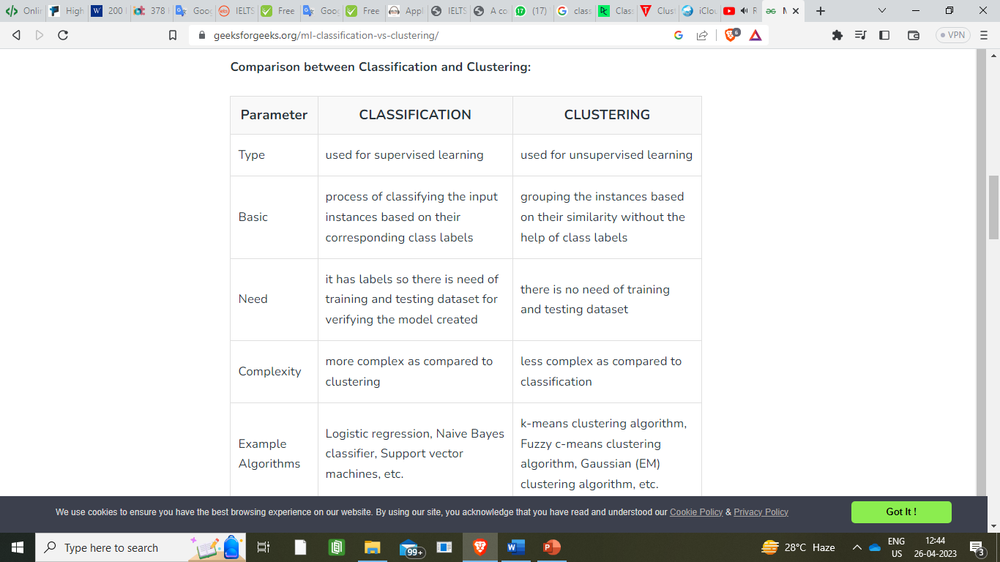 Onlin High 200 378 Goog IELTS Free Goog Free Appl IELTS A co (17) class Class Clust iClou R
geeksforgeeks.org/ml-classification-vs-clustering/ 6 VPN
Comparison between Classification and Clustering:
Parameter CLASSIFICATION CLUSTERING
Type used for supervised learning used for unsupervised learning
Basic
process of classifying the input
instances based on their
corresponding class labels
grouping the instances based
on their similarity without the
help of class labels
Need
it has labels so there is need of
training and testing dataset for
verifying the model created
there is no need of training
and testing dataset
Complexity
more complex as compared to
clustering
less complex as compared to
classification
Example
Algorithms
Logistic regression, Naive Bayes
classifier, Support vector
machines, etc.
k-means clustering algorithm,
Fuzzy c-means clustering
algorithm, Gaussian (EM)
clustering algorithm, etc.
We use cookies to ensure you have the best browsing experience on our website. By using our site, you acknowledge that you have read and understood our Cookie Policy & Privacy Policy
Got It !
Type here to search
99+
28°C Haze
ENG
US
12:44
26-04-2023
3